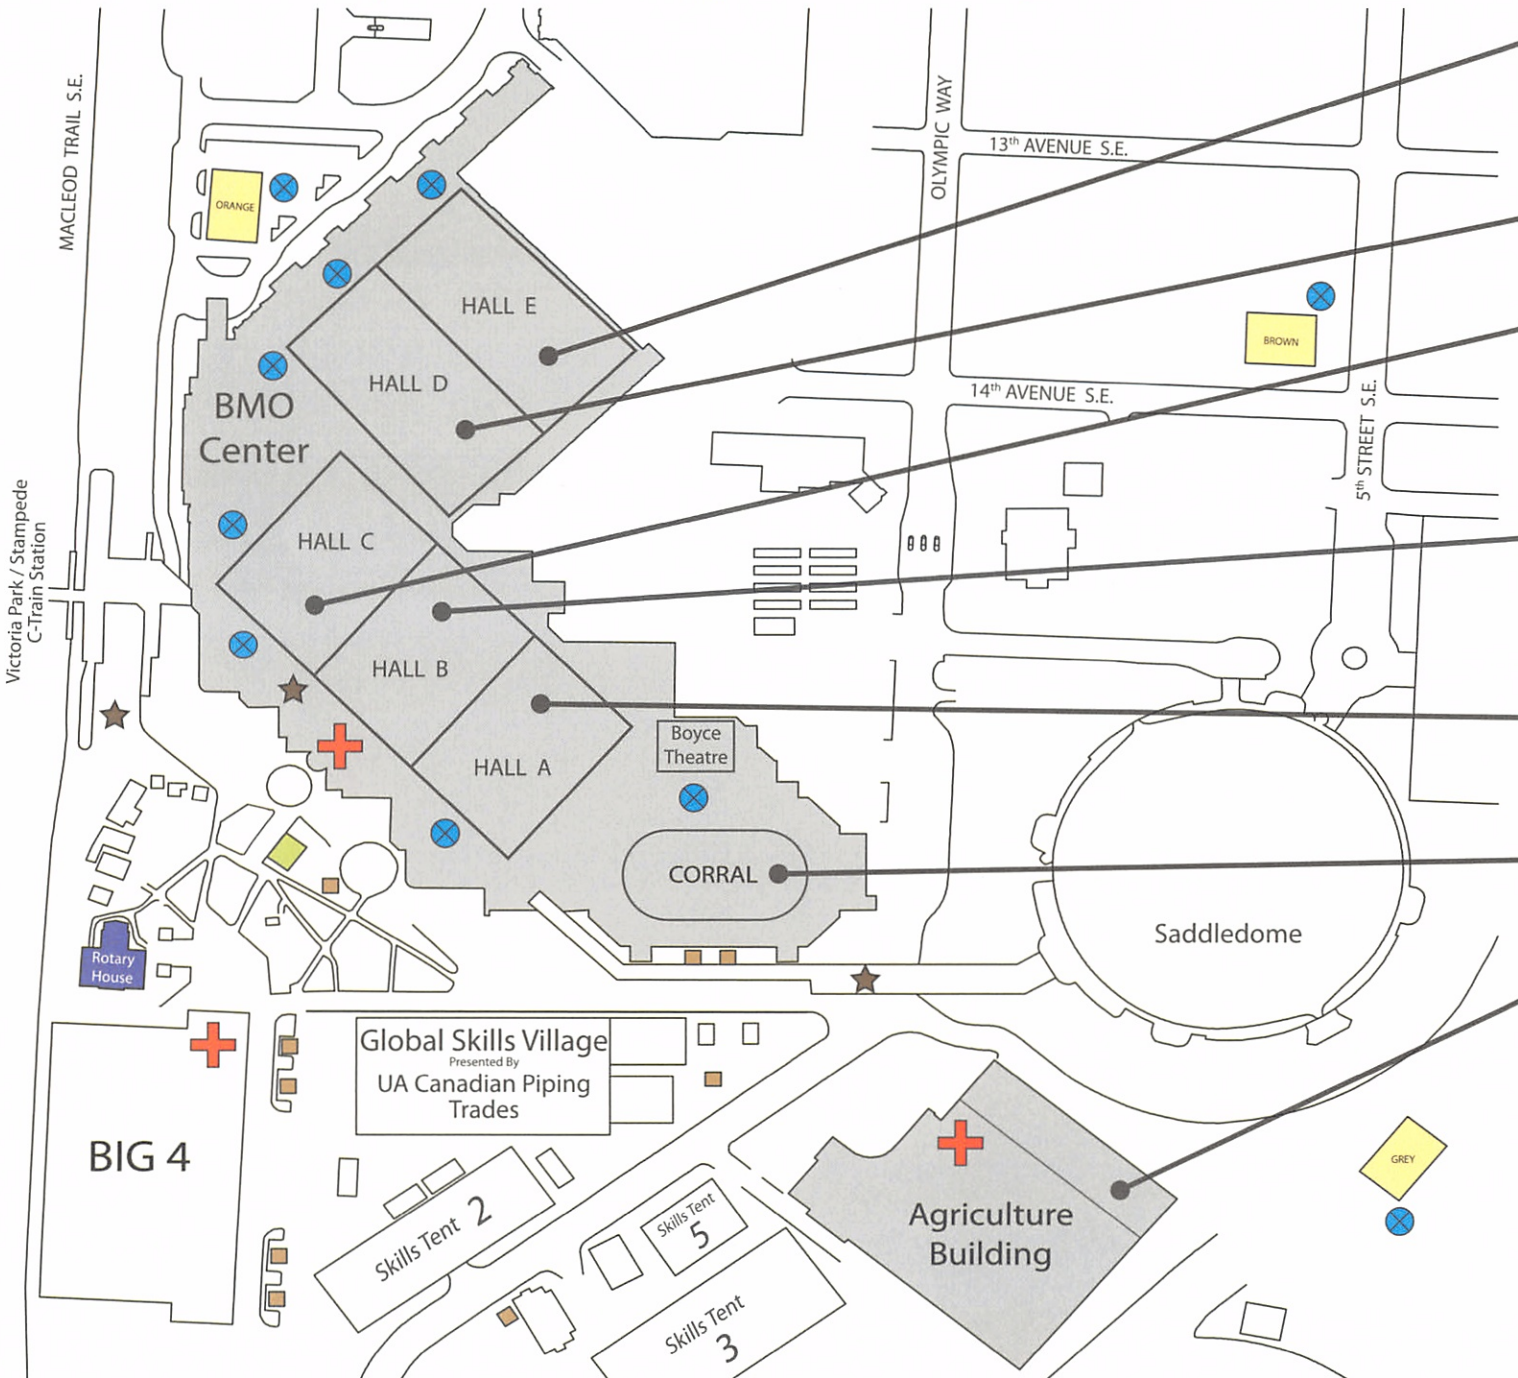 MACLEOD TRAIL S.E.
OLYMPIC WAY
13th AVENUE S.E.
ORANGE
HALL E
BROWN
HALL D
14th AVENUE S.E.
5th STREET S.E.
BMO
Center
Victoria Park / Stampede
C-Train Station
HALL C
HALL B
HALL A
Boyce
Theatre
CORRAL
Saddledome
Rotary
House
Global Skills Village
Presented By
UA Canadian Piping
Trades
BIG 4
Skills Tent 2
Skills Tent
5
Skills Tent
3
Agriculture
Building
GREY